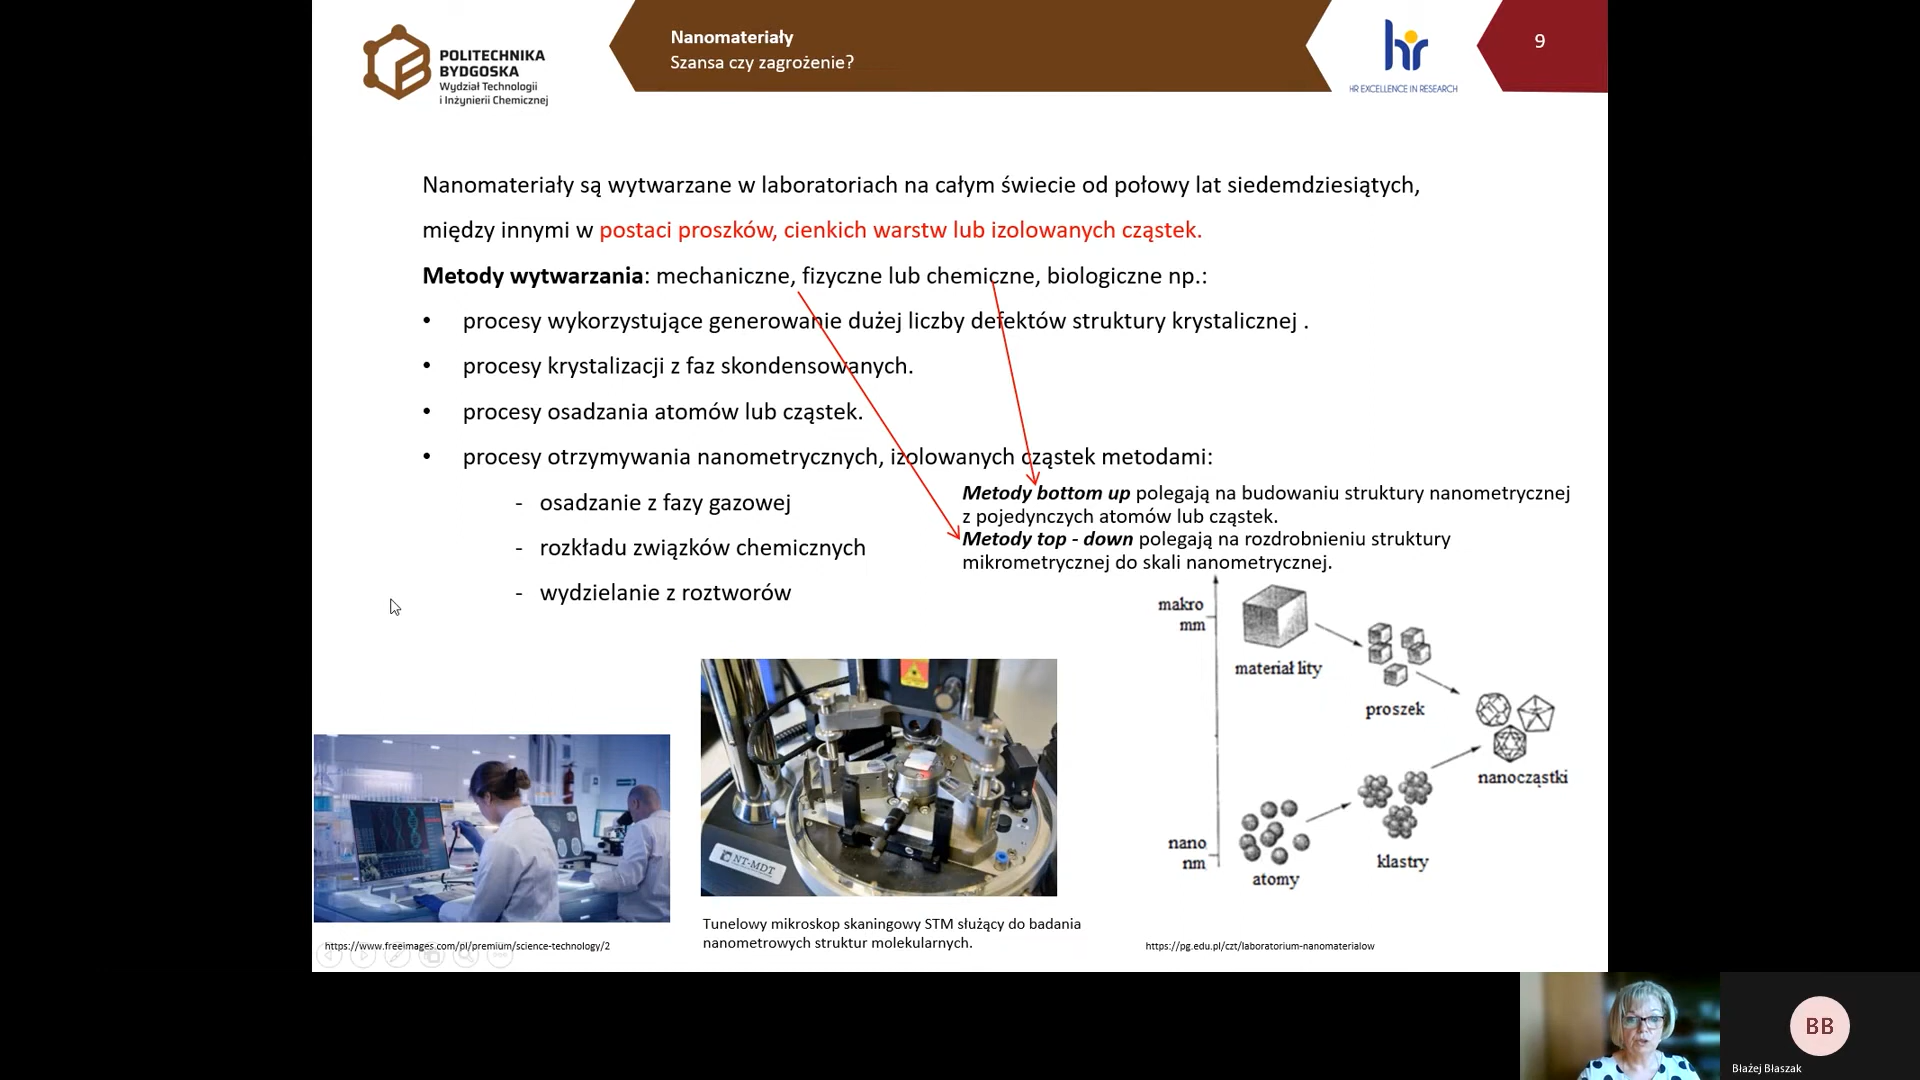 POLITECHNIKA
BYDGOSKA
Wydział Technologii
i Inżynierii Chemicznej
Nanomateriały
Szansa czy zagrożenie?
hr
HR EXCELLENCE IN RESEARCH
9
Nanomateriały są wytwarzane w laboratoriach na całym świecie od połowy lat siedemdziesiątych,
między innymi w postaci proszków, cienkich warstw lub izolowanych cząstek.
Metody wytwarzania: mechaniczne, fizyczne lub chemiczne, biologiczne np.:
• procesy wykorzystujące generowanie dużej liczby defektów struktury krystalicznej .
• procesy krystalizacji z faz skondensowanych.
• procesy osadzania atomów lub cząstek.
• procesy otrzymywania nanometrycznych, izolowanych cząstek metodami:
- osadzanie z fazy gazowej
- rozkładu związków chemicznych
- wydzielanie z roztworów
Metody bottom up polegają na budowaniu struktury nanometrycznej
z pojedynczych atomów lub cząstek.
Metody top - down polegają na rozdrobnieniu struktury
mikrometrycznej do skali nanometrycznej.
makro
mm
materiał lity
proszek
nanocząstki
nano
nm
atomy
klastry
NT-MDT
Tunelowy mikroskop skaningowy STM służący do badania
nanometrowych struktur molekularnych.
https://www.freeimages.com/pl/premium/science-technology/2
https://pg.edu.pl/czt/laboratorium-nanomaterialow
BB
Błażej Błaszak